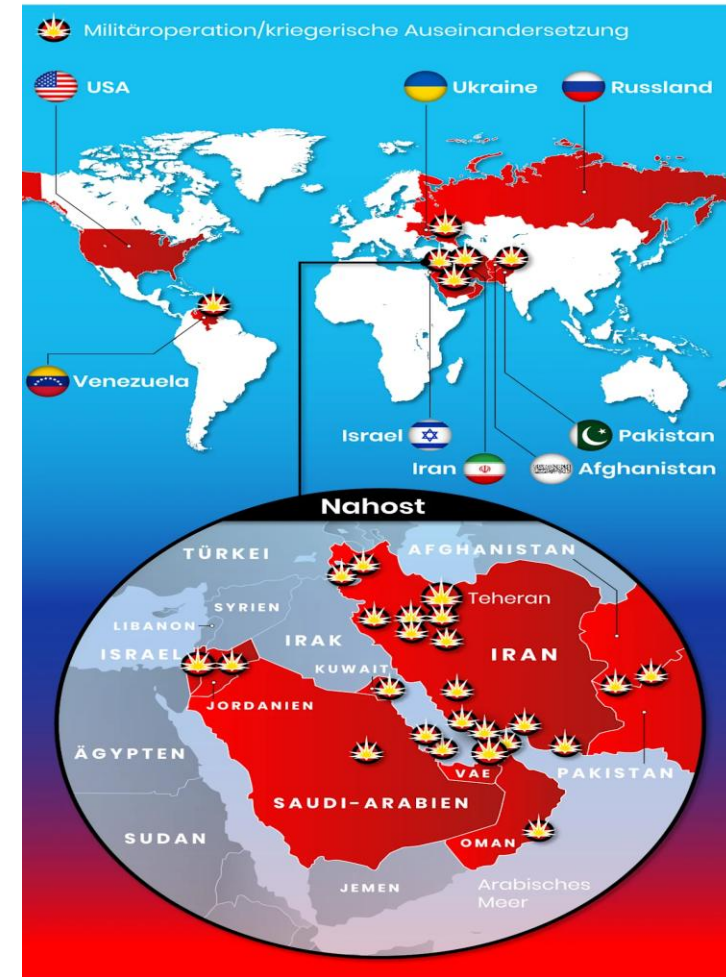 Militäroperation/kriegerische Auseinandersetzung
USA
Ukraine
Russland
Venezuela
Israel
Pakistan
Iran
Afghanistan
Nahost
TÜRKEI
AFGHANISTAN
Teheran
SYRIEN
LIBANON
ISRAEL
IRAK
IRAN
KUWAIT
JORDANIEN
ÄGYPTEN
VAE
PAKISTAN
SAUDI-ARABIEN
SUDAN
OMAN
JEMEN
Arabisches
Meer